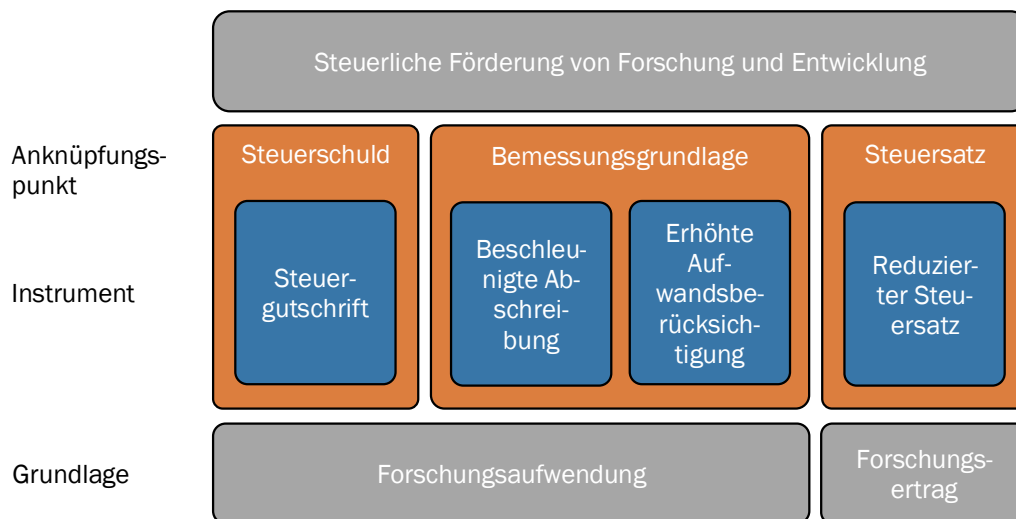 Steuerliche Förderung von Forschung und Entwicklung
Anknüpfungs-
punkt
Steuerschuld
Bemessungsgrundlage
Steuersatz
Instrument
Steuer-
gutschrift
Beschleu-
nigte Ab-
schrei-
bung
Erhöhte
Auf-
wandsbe-
rücksich-
tigung
Reduzier-
ter Steu-
ersatz
Grundlage
Forschungsaufwendung
Forschungs-
ertrag